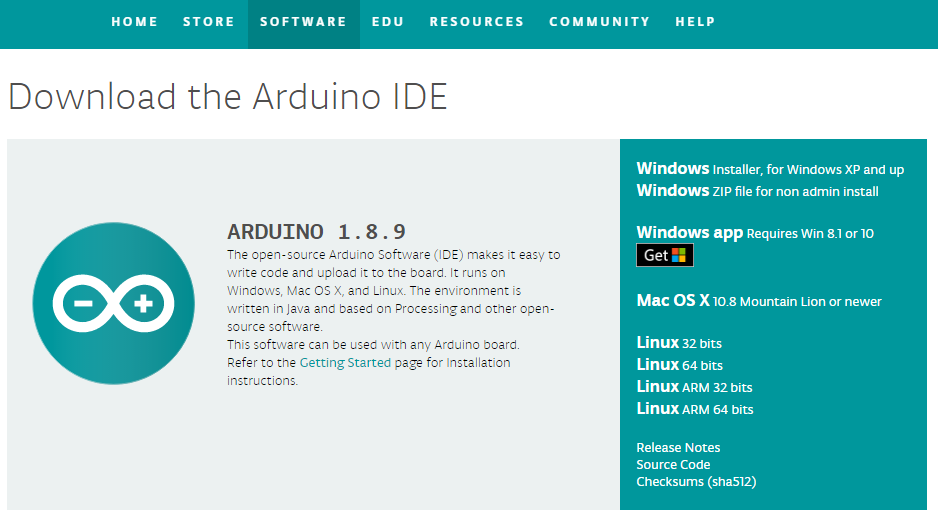 HOME STORE SOFTWARE EDU RESOURCES COMMUNITY HELP
Download the Arduino IDE
ARDUINO 1.8.9
The open-source Arduino Software (IDE) makes it easy to
write code and upload it to the board. It runs on
Windows, Mac OS X, and Linux. The environment is
written in Java and based on Processing and other open-
source software.
This software can be used with any Arduino board.
Refer to the Getting Started page for Installation
instructions.
Windows Installer, for Windows XP and up
Windows ZIP file for non admin install
Windows app Requires Win 8.1 or 10
Get
Mac OS X 10.8 Mountain Lion or newer
Linux 32 bits
Linux 64 bits
Linux ARM 32 bits
Linux ARM 64 bits
Release Notes
Source Code
Checksums (sha512)